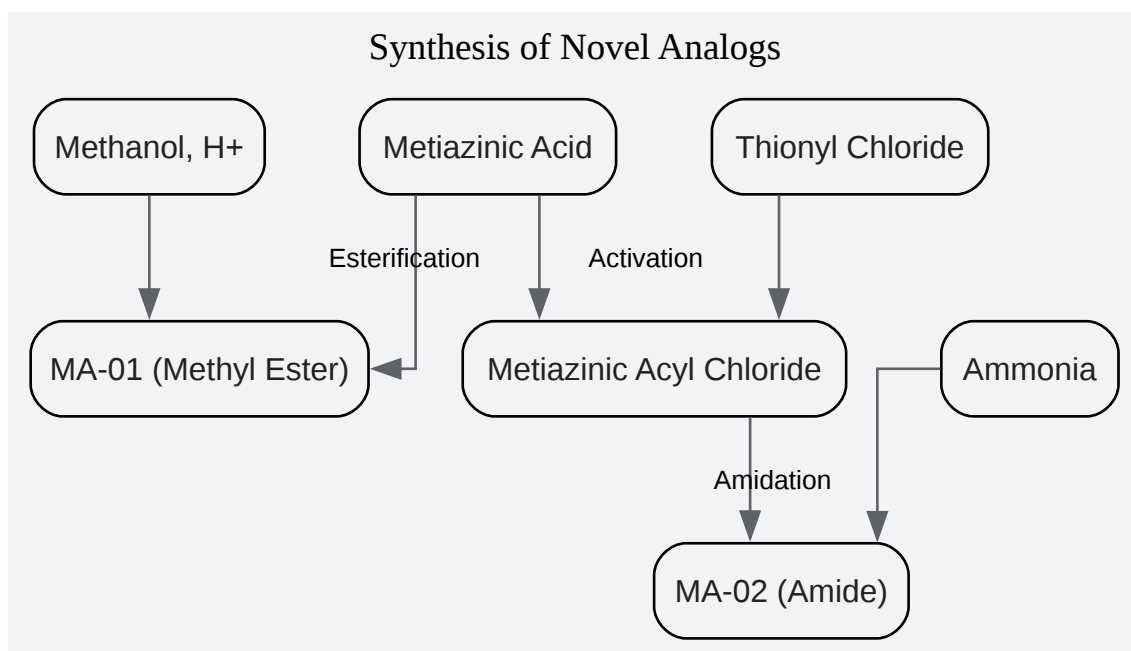 Synthesis of Novel Analogs
Methanol, H+
Metiazinic Acid
Thionyl Chloride
Esterification
Activation
MA-01 (Methyl Ester)
Metiazinic Acyl Chloride
Ammonia
Amidation
MA-02 (Amide)